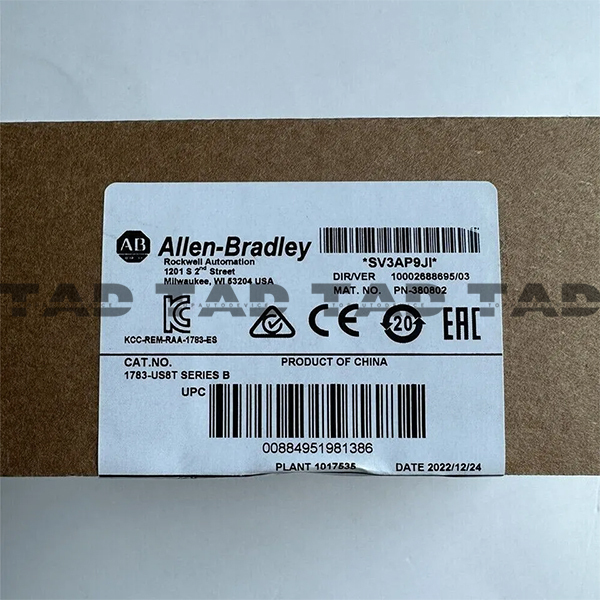 AB Allen-Bradley
Rockwell Automation
1201 S 2nd Street
Milwaukee, WI 53204 USA
*SV3AP9JI*
DIR/VER 10002688695/03
MAT. NO. PN-380802
TAD TAD TAD TAD
KCC-REM-RAA-1783-ES
CE
20
EAC
CAT.NO.
1783-US8T SERIES B
PRODUCT OF CHINA
UPC
00884951981386
PLANT 1017535
DATE 2022/12/24